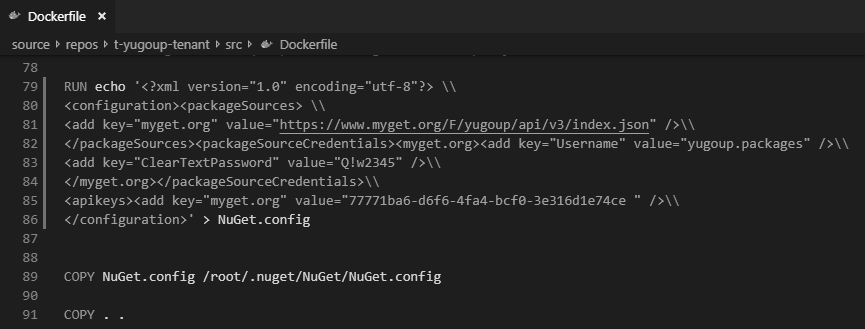 Dockerfile ×
source › repos › t-yugoup-tenant › src › Dockerfile
78
79 RUN echo '<?xml version="1.0" encoding="utf-8"?> \\
80 <configuration><packageSources> \\
81 <add key="myget.org" value="https://www.myget.org/F/yugoup/api/v3/index.json" />\\
82 </packageSources><packageSourceCredentials><myget.org><add key="Username" value="yugoup.packages" />\\
83 <add key="ClearTextPassword" value="Q!w2345" />\\
84 </myget.org></packageSourceCredentials>\\
85 <apikeys><add key="myget.org" value="77771ba6-d6f6-4fa4-bcf0-3e316d1e74ce " />\\
86 </configuration>' > NuGet.config
87
88
89 COPY NuGet.config /root/.nuget/NuGet/NuGet.config
90
91 COPY . .